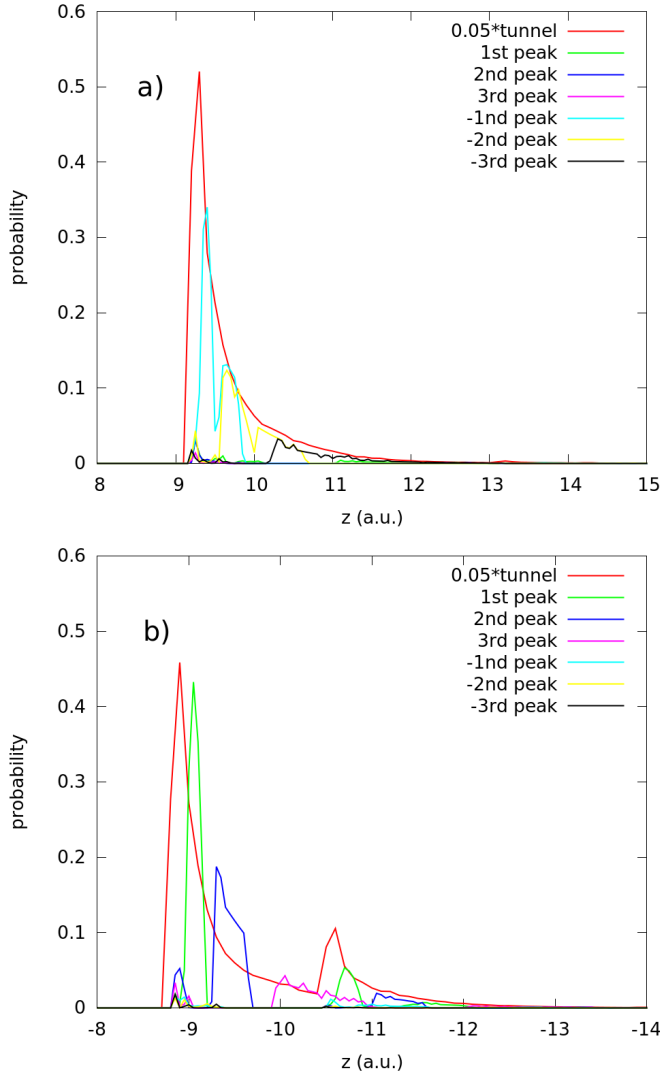 0.6
0.5
0.4
0.3
0.2
0.1
0
probability
a)
0.05*tunnel
1st peak
2nd peak
3rd peak
-1nd peak
-2nd peak
-3rd peak
8 9 10 11 12 13 14 15
z (a.u.)
0.6
0.5
0.4
0.3
0.2
0.1
0
probability
b)
0.05*tunnel
1st peak
2nd peak
3rd peak
-1nd peak
-2nd peak
-3rd peak
-8 -9 -10 -11 -12 -13 -14
z (a.u.)